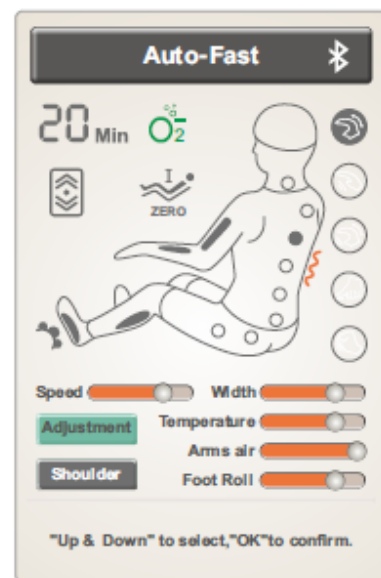 Auto-Fast
20 Min O2
I
ZERO
Speed Width
Adjustment Temperature
Arms air
Shoulder Foot Roll
"Up & Down" to select,"OK"to confirm.